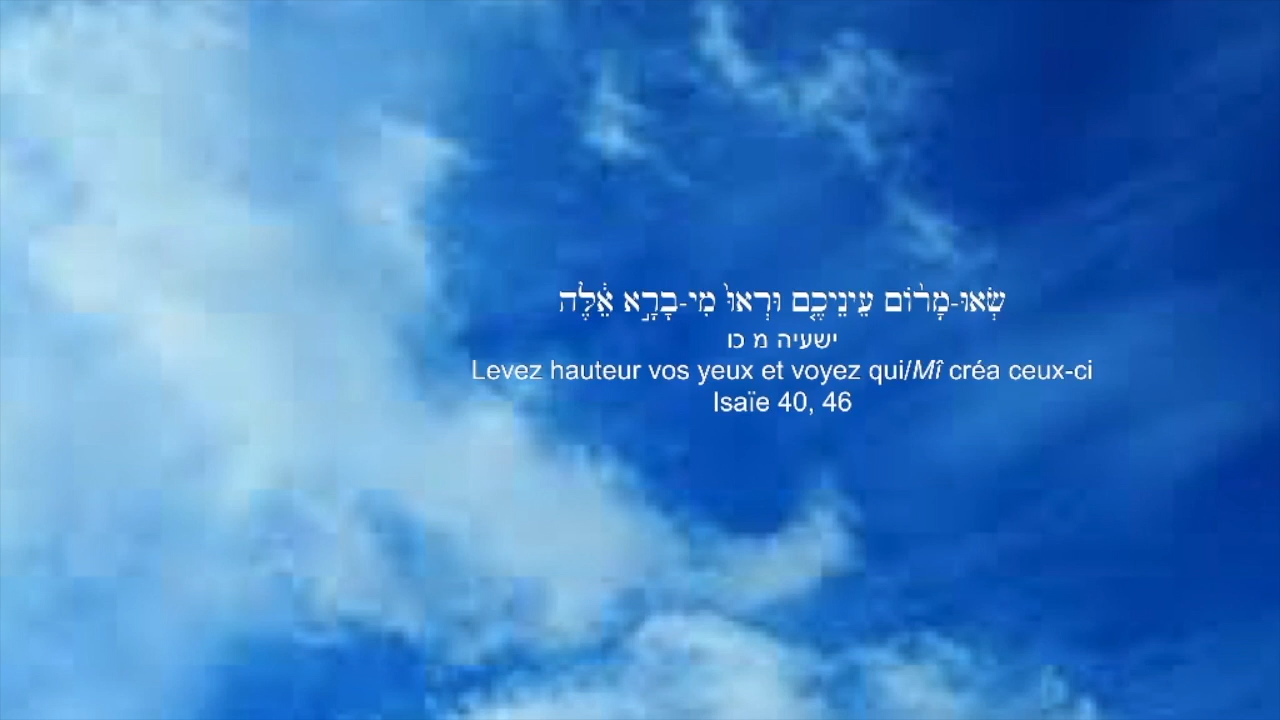 שְׂאוּ-מָר֨וֹם עֵינֵיכֶ֤ם וּרְאוּ֙ מִי-בָרָ֣א אֵ֔לֶּה
ישעיה מ כו
Levez hauteur vos yeux et voyez qui/Mî créa ceux-ci
Isaïe 40, 46